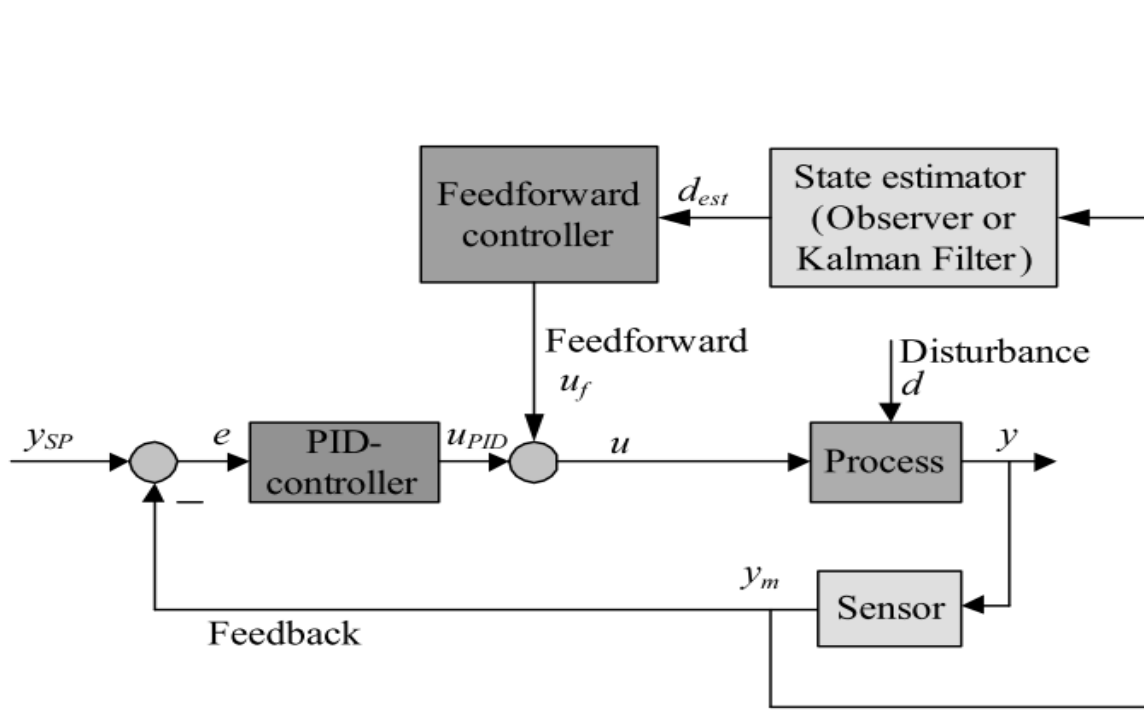 Feedforward
controller
d_est
State estimator
(Observer or
Kalman Filter)
Feedforward
u_f
Disturbance
d
y_SP
e
PID-
controller
u_PID
u
Process
y
−
y_m
Sensor
Feedback